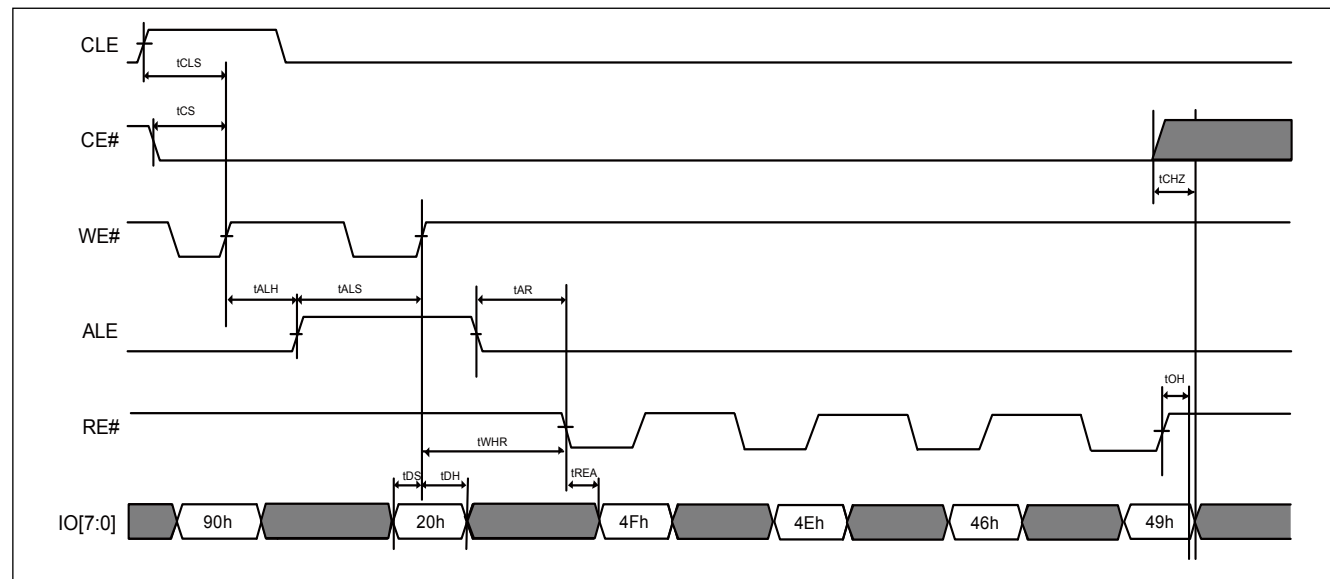 CLE
tCLS
tCS
CE#
tCHZ
WE#
tALH tALS tAR
ALE
tOH
RE#
tWHR
tDS tDH tREA
IO[7:0] 90h 20h 4Fh 4Eh 46h 49h